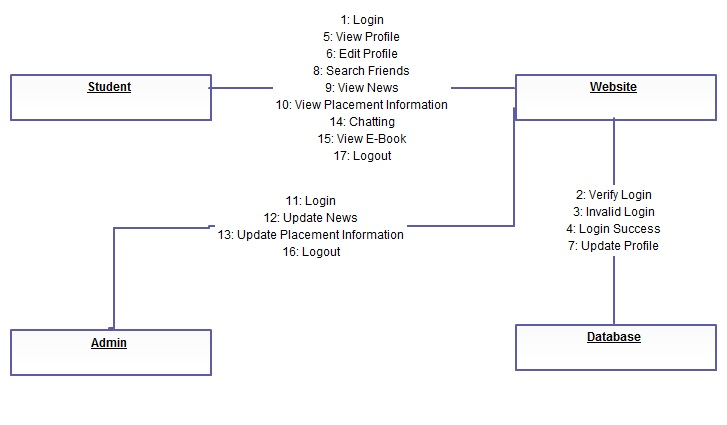 1: Login
5: View Profile
6: Edit Profile
8: Search Friends
9: View News
10: View Placement Information
14: Chatting
15: View E-Book
17: Logout
Student
Website
2: Verify Login
3: Invalid Login
4: Login Success
7: Update Profile
11: Login
12: Update News
13: Update Placement Information
16: Logout
Admin
Database